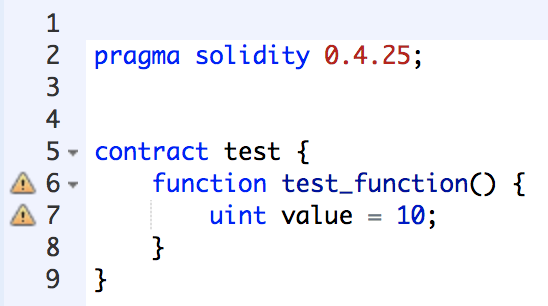 1
2 pragma solidity 0.4.25;
3
4
5 contract test {
6 function test_function() {
7 uint value = 10;
8 }
9 }